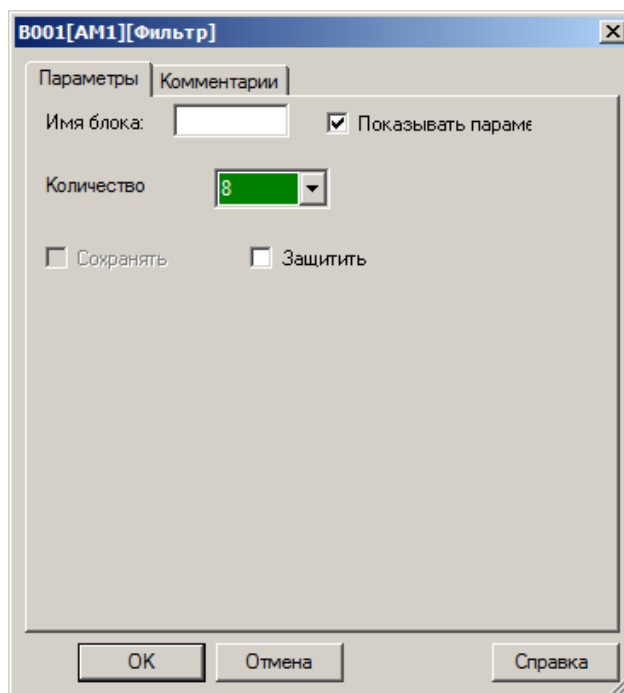 B001[AM1][Фильтр]
Параметры Комментарии
Имя блока: Показывать параме
Количество 8
Сохранять Защитить
OK Отмена Справка